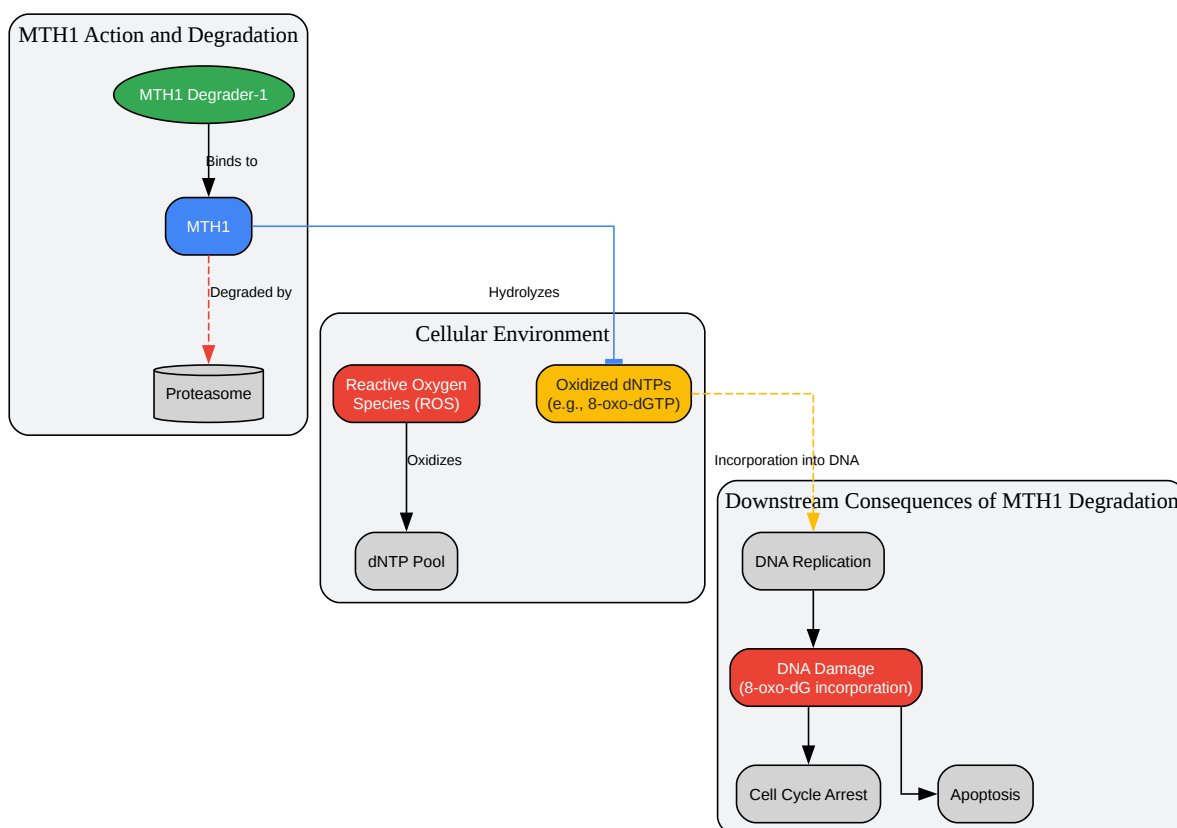 MTH1 Action and Degradation
MTH1 Degrader-1
Binds to
MTH1
Degraded by
Proteasome
Hydrolyzes
Cellular Environment
Reactive Oxygen
Species (ROS)
Oxidized dNTPs
(e.g., 8-oxo-dGTP)
Oxidizes
dNTP Pool
Incorporation into DNA
Downstream Consequences of MTH1 Degradation
DNA Replication
DNA Damage
(8-oxo-dG incorporation)
Cell Cycle Arrest
Apoptosis